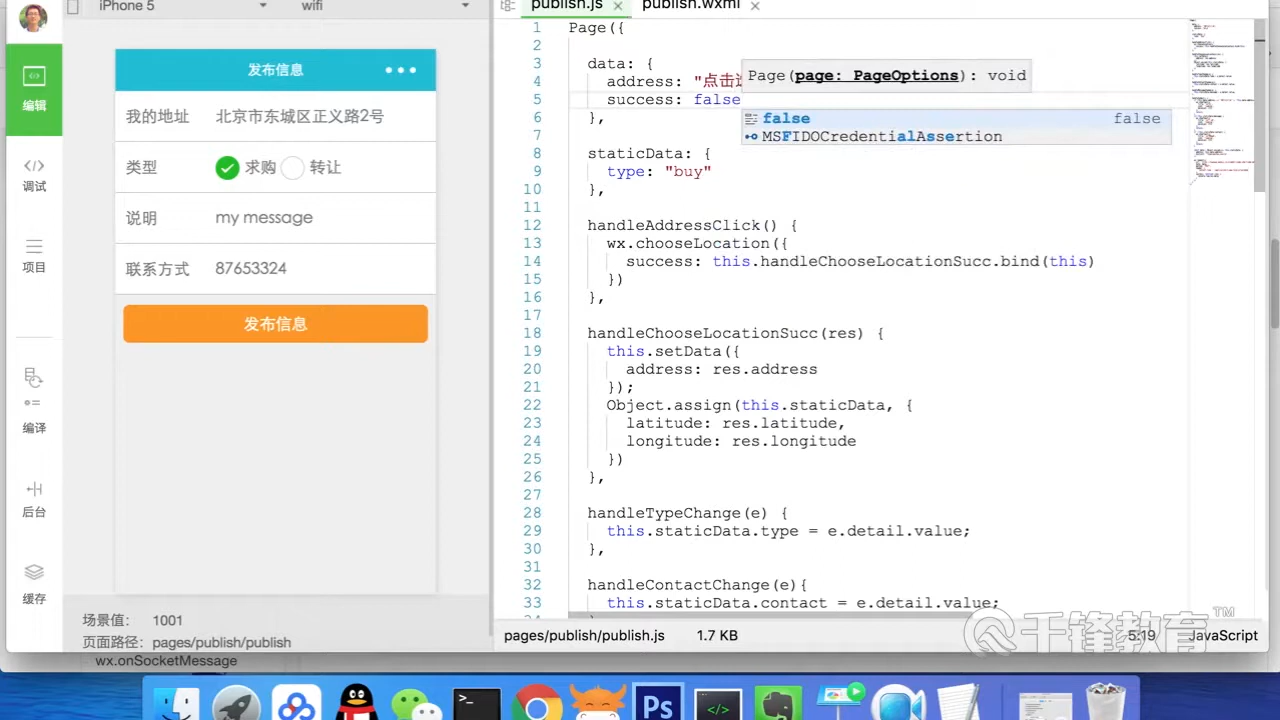 iPhone 5
wifi
publish.js
publish.wxml
编辑
调试
项目
编译
后台
缓存
发布信息
我的地址 北京市东城区正义路2号
类型 求购 转让
说明 my message
联系方式 87653324
发布信息
场景值： 1001
页面路径： pages/publish/publish
wx.onSocketMessage
1 Page({
2
3 data: {
4 address: "点击
5 success: false
6 },
7
8 staticData: {
9 type: "buy"
10 },
11
12 handleAddressClick() {
13 wx.chooseLocation({
14 success: this.handleChooseLocationSucc.bind(this)
15 })
16 },
17
18 handleChooseLocationSucc(res) {
19 this.setData({
20 address: res.address
21 });
22 Object.assign(this.staticData, {
23 latitude: res.latitude,
24 longitude: res.longitude
25 })
26 },
27
28 handleTypeChange(e) {
29 this.staticData.type = e.detail.value;
30 },
31
32 handleContactChange(e){
33 this.staticData.contact = e.detail.value;
Page(page: PageOptions): void
false false
MSFIDOCredentialAssertion
pages/publish/publish.js 1.7 KB
5:19 JavaScript
千锋教育 TM
Ps